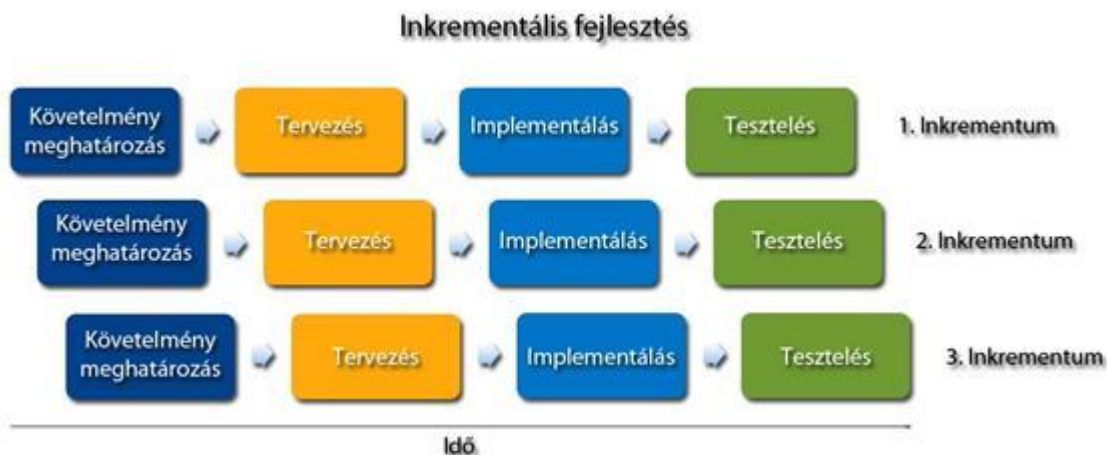 Inkrementális fejlesztés
Követelmény
meghatározás
Tervezés
Implementálás
Tesztelés
1. Inkrementum
Követelmény
meghatározás
Tervezés
Implementálás
Tesztelés
2. Inkrementum
Követelmény
meghatározás
Tervezés
Implementálás
Tesztelés
3. Inkrementum
Idő